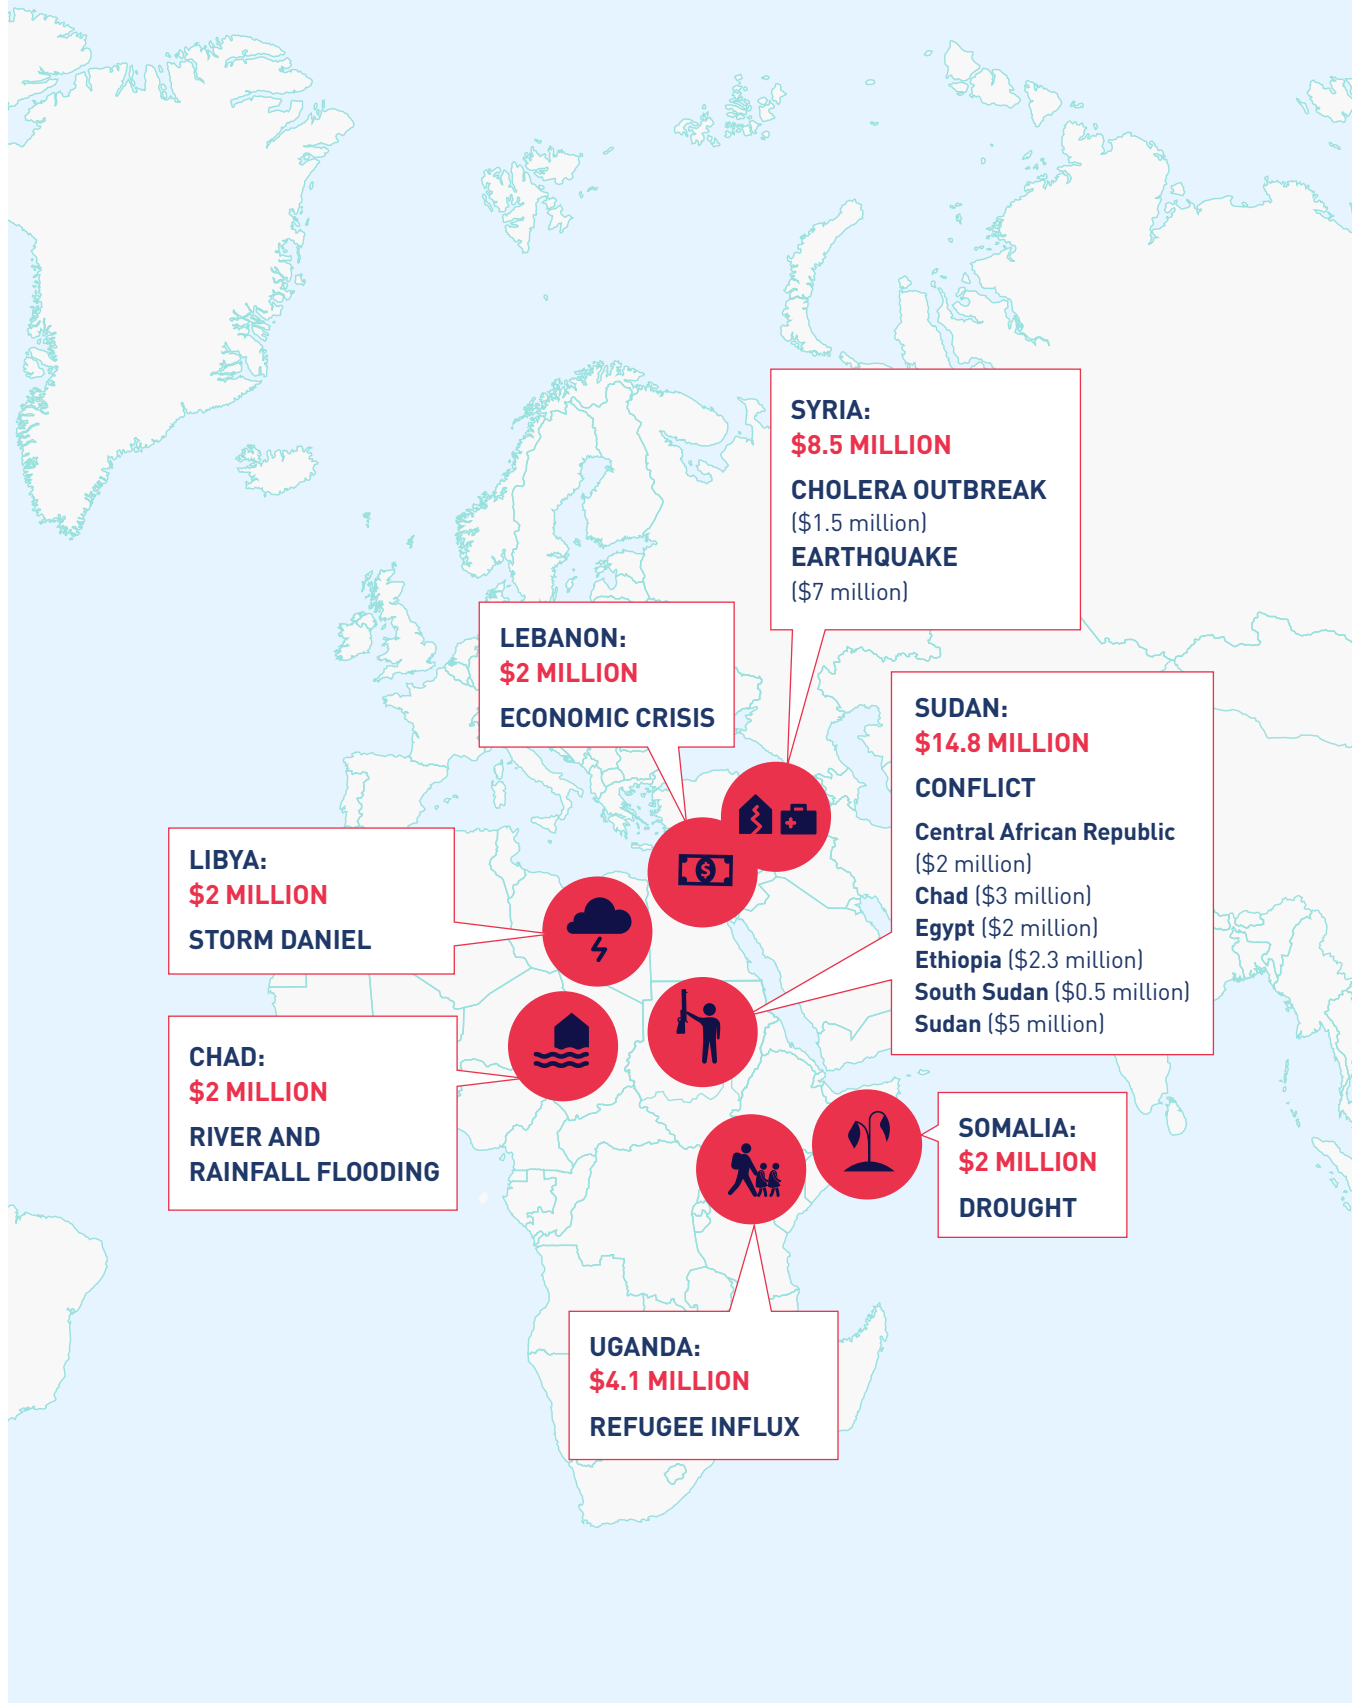 SYRIA:
$8.5 MILLION
CHOLERA OUTBREAK
($1.5 million)
EARTHQUAKE
($7 million)
LEBANON:
$2 MILLION
ECONOMIC CRISIS
SUDAN:
$14.8 MILLION
CONFLICT
Central African Republic
($2 million)
Chad ($3 million)
Egypt ($2 million)
Ethiopia ($2.3 million)
South Sudan ($0.5 million)
Sudan ($5 million)
LIBYA:
$2 MILLION
STORM DANIEL
CHAD:
$2 MILLION
RIVER AND
RAINFALL FLOODING
SOMALIA:
$2 MILLION
DROUGHT
UGANDA:
$4.1 MILLION
REFUGEE INFLUX